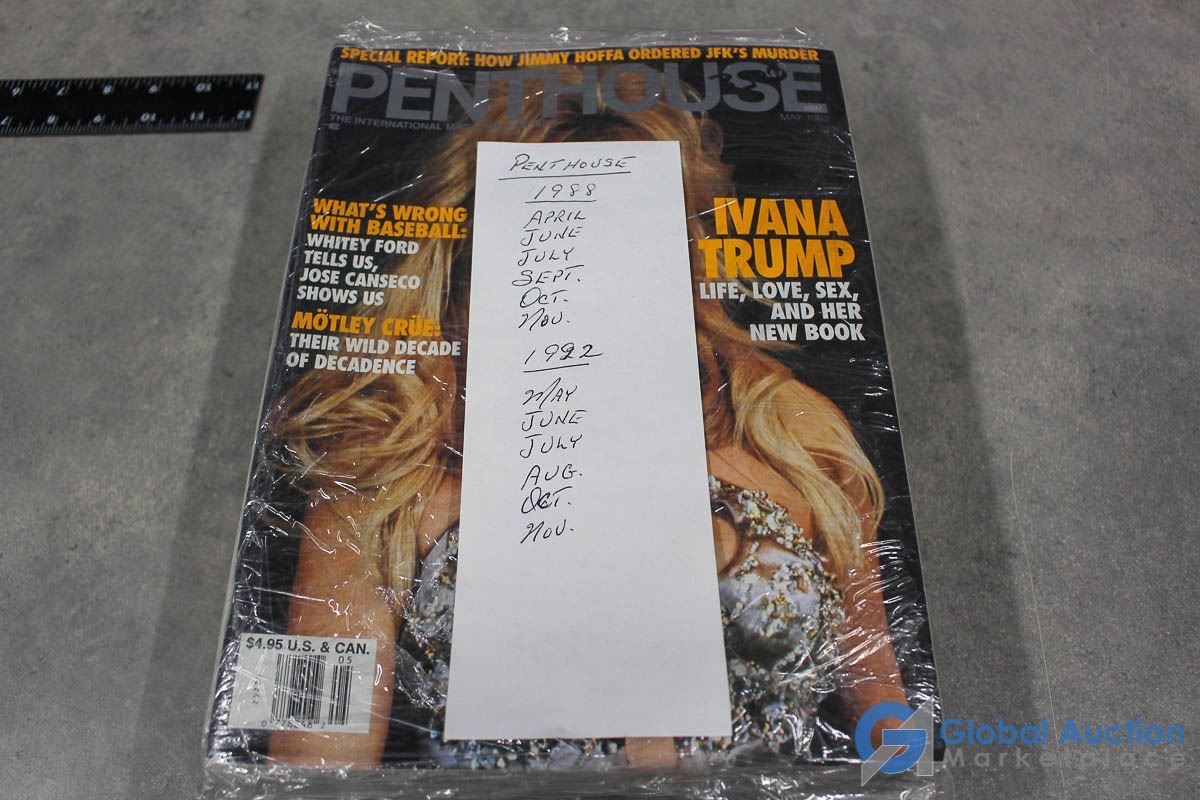 SPECIAL REPORT: HOW JIMMY HOFFA ORDERED JFK'S MURDER
PENTHOUSE
THE INTERNATIONAL
MAY 1992
WHAT'S WRONG
WITH BASEBALL:
WHITEY FORD
TELLS US,
JOSE CANSECO
SHOWS US
MÖTLEY CRÜE:
THEIR WILD DECADE
OF DECADENCE
PENTHOUSE
1988
APRIL
JUNE
JULY
SEPT.
OCT.
NOV.
1992
MAY
JUNE
JULY
AUG.
OCT.
NOV.
IVANA
TRUMP
LIFE, LOVE, SEX,
AND HER
NEW BOOK
$4.95 U.S. & CAN.
05
Global Auction
Marketplace